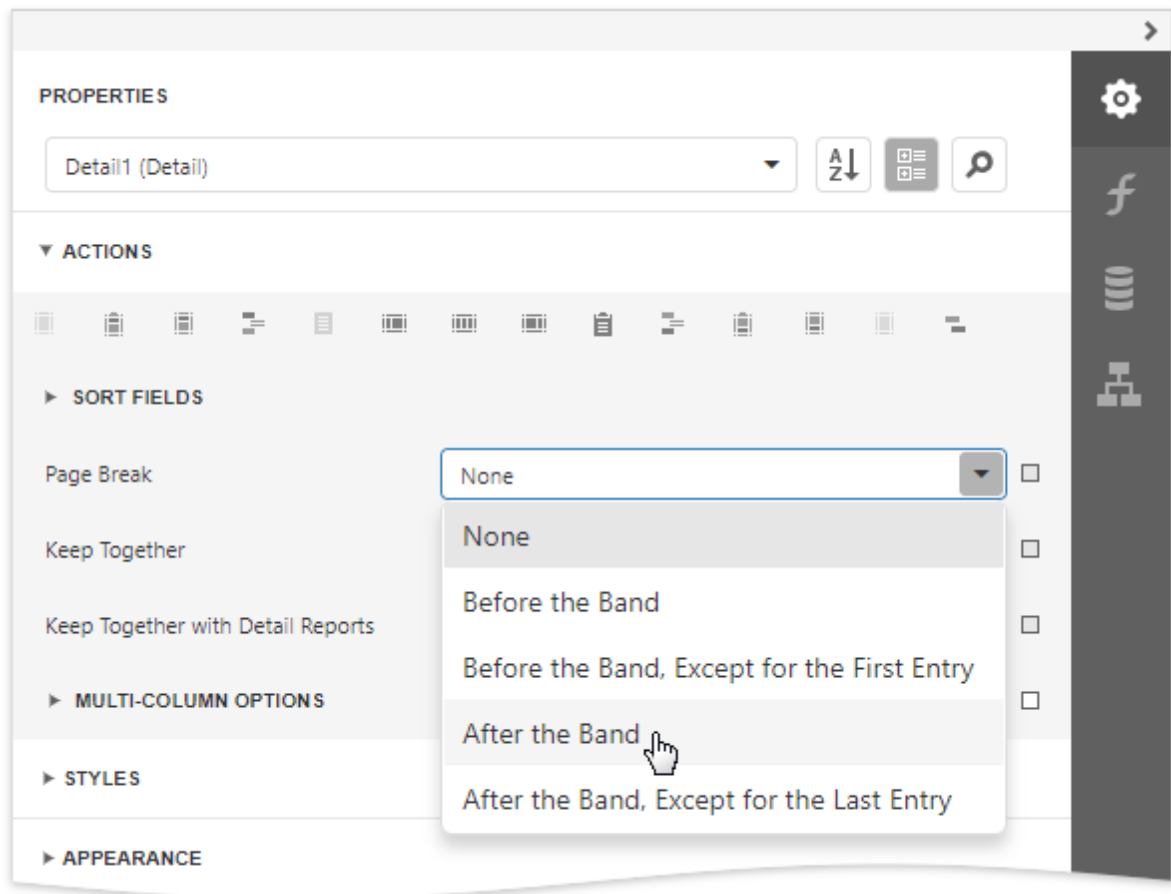 PROPERTIES
Detail1 (Detail)
A
Z
ACTIONS
SORT FIELDS
Page Break
None
None
Keep Together
Before the Band
Keep Together with Detail Reports
Before the Band, Except for the First Entry
MULTI-COLUMN OPTIONS
After the Band
STYLES
After the Band, Except for the Last Entry
APPEARANCE